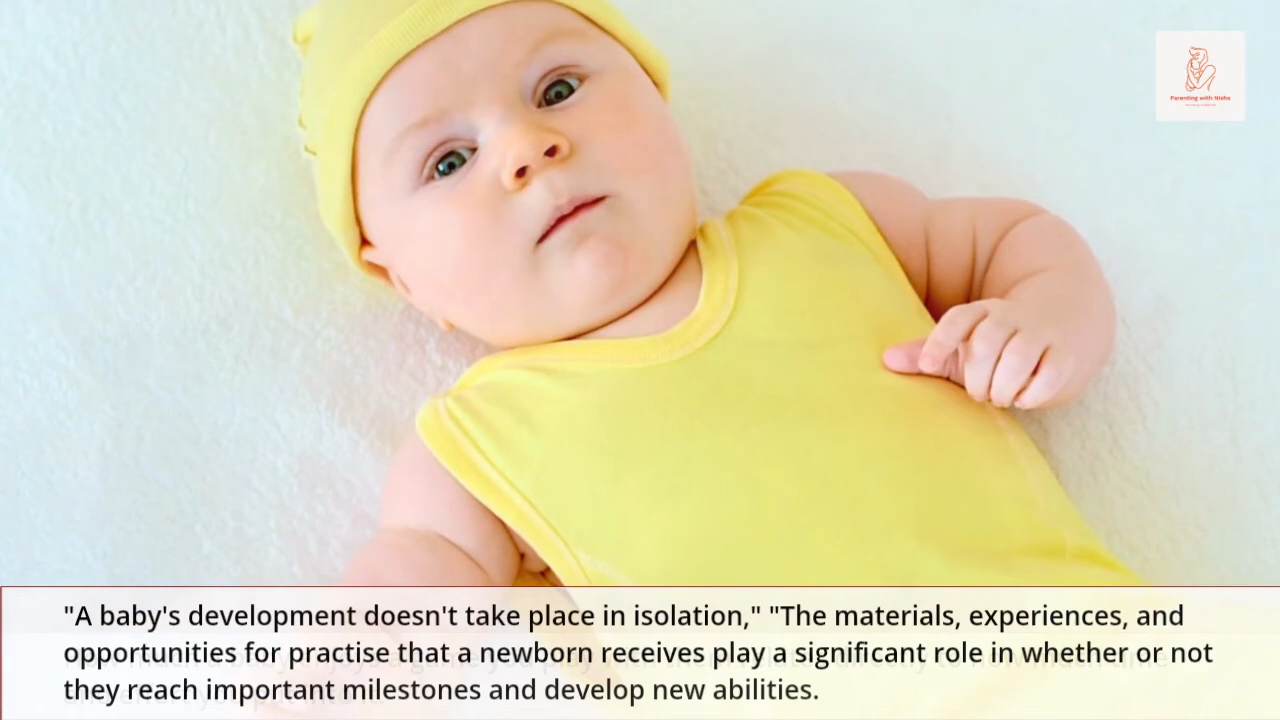 Parenting with Nisha
"A baby's development doesn't take place in isolation," "The materials, experiences, and
opportunities for practise that a newborn receives play a significant role in whether or not
they reach important milestones and develop new abilities.